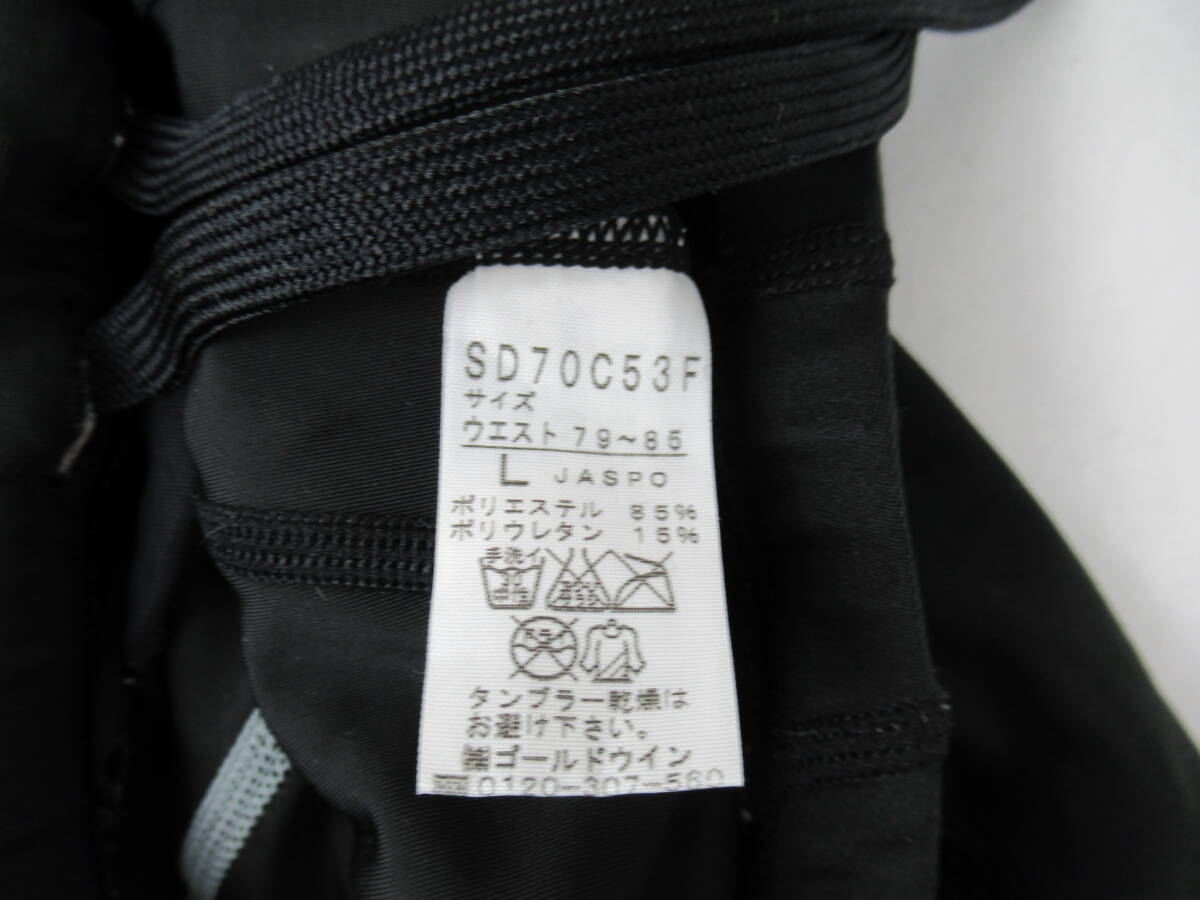 SD70C53F
サイズ
ウエスト 79~85
L JASPO
ポリエステル 85%
ポリウレタン 15%
手洗イ
中性
タンブラー乾燥は
お避け下さい。
ゴールドウイン
0120-307-560